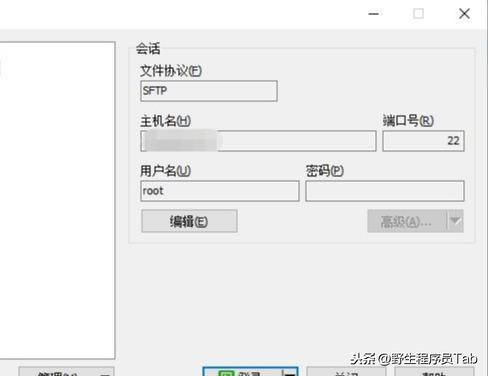 会话
文件协议(F)
SFTP
主机名(H) 端口号(R)
22
用户名(U) 密码(P)
root
编辑(E) 高级(A)...
管理(M) 登录 关闭 帮助
头条 @野生程序员Tab